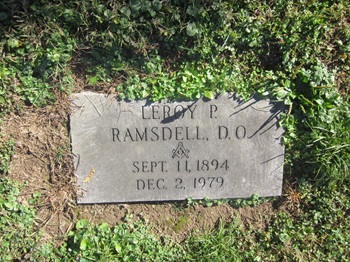 LEROY P.
RAMSDELL, D.O.
SEPT. 11, 1894
DEC. 2, 1979